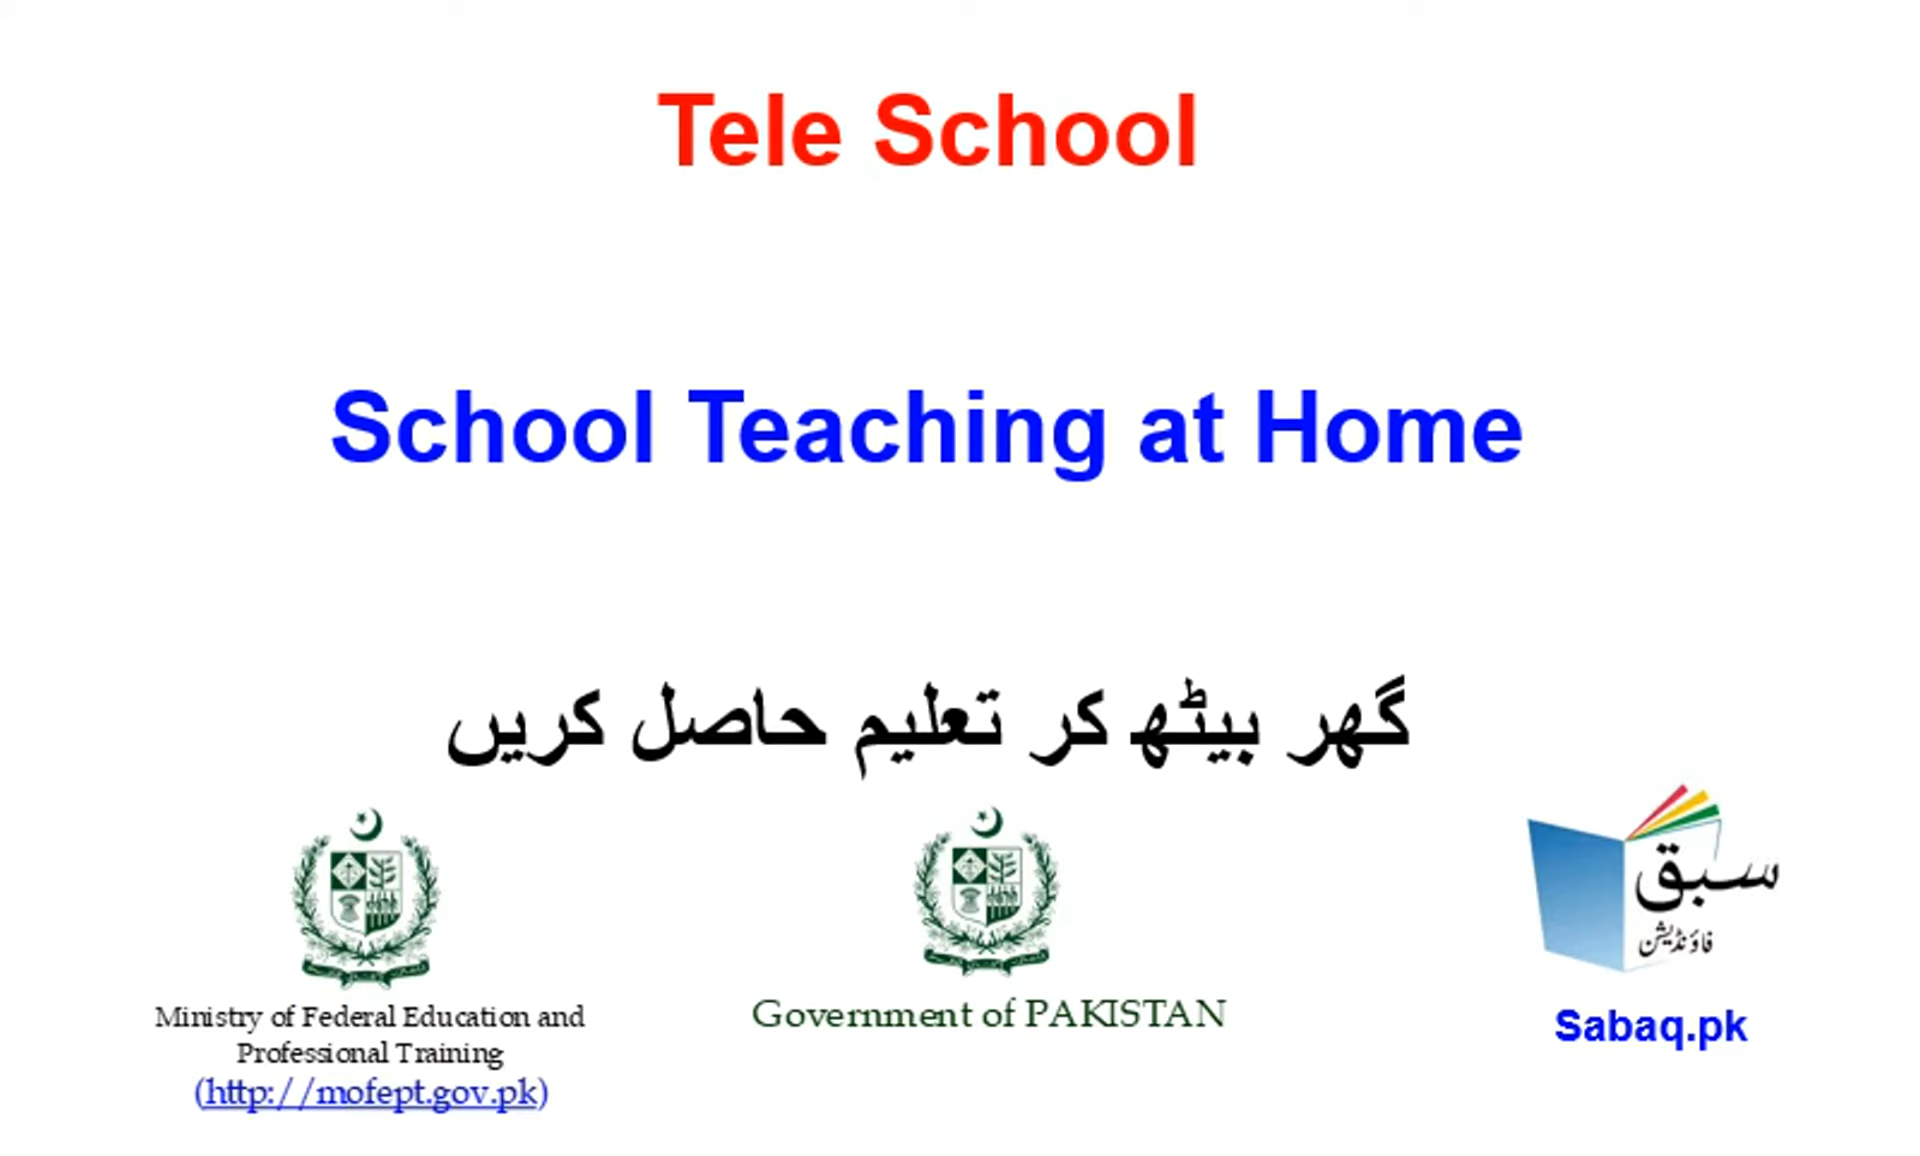 Tele School
School Teaching at Home
گھر بیٹھ کر تعلیم حاصل کریں
Ministry of Federal Education and
Professional Training
(http://mofept.gov.pk)
Government of PAKISTAN
سبق
فاؤنڈیشن
Sabaq.pk